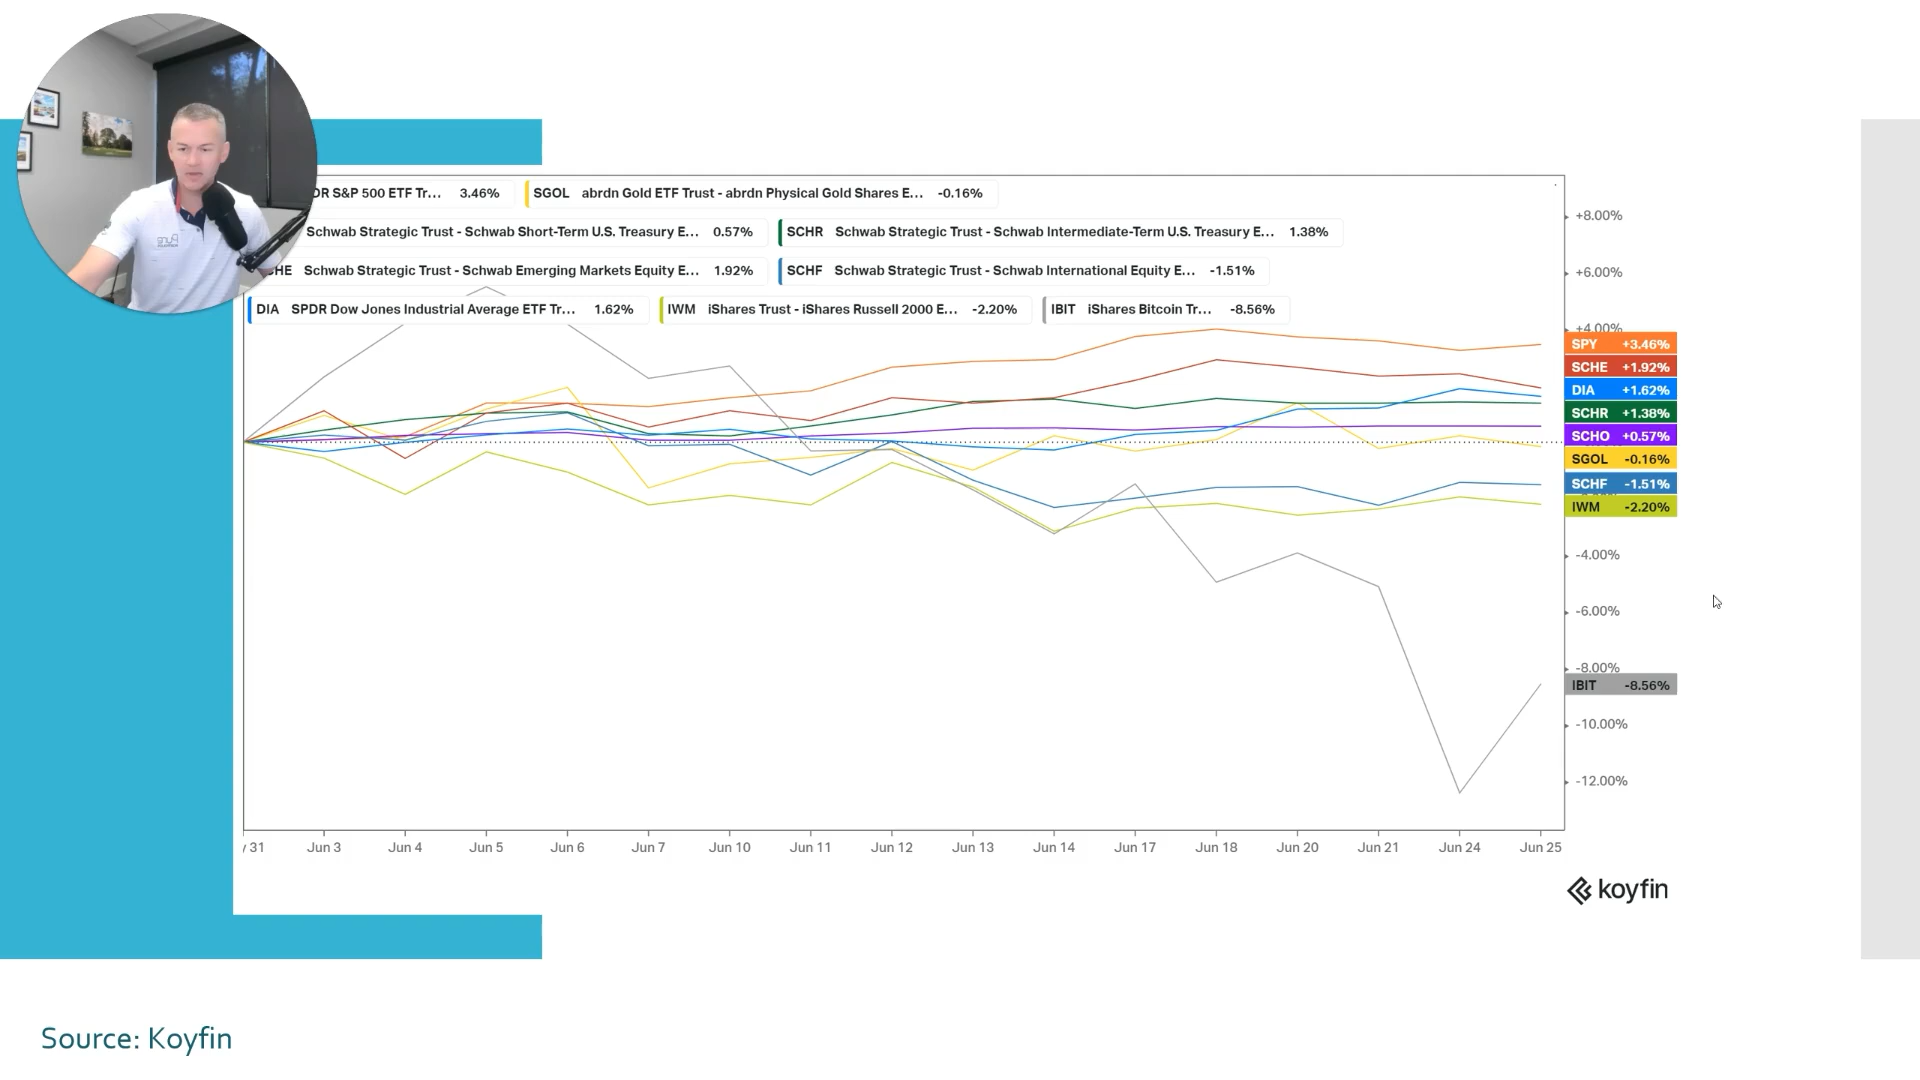 DR S&P 500 ETF Tr... 3.46% SGOL abrdn Gold ETF Trust - abrdn Physical Gold Shares E... -0.16%
Schwab Strategic Trust - Schwab Short-Term U.S. Treasury E... 0.57% SCHR Schwab Strategic Trust - Schwab Intermediate-Term U.S. Treasury E... 1.38%
HE Schwab Strategic Trust - Schwab Emerging Markets Equity E... 1.92% SCHF Schwab Strategic Trust - Schwab International Equity E... -1.51%
DIA SPDR Dow Jones Industrial Average ETF Tr... 1.62% IWM iShares Trust - iShares Russell 2000 E... -2.20% IBIT iShares Bitcoin Tr... -8.56%
+8.00%
+6.00%
+4.00%
SPY +3.46%
SCHE +1.92%
DIA +1.62%
SCHR +1.38%
SCHO +0.57%
SGOL -0.16%
SCHF -1.51%
IWM -2.20%
-4.00%
-6.00%
-8.00%
IBIT -8.56%
-10.00%
-12.00%
31 Jun 3 Jun 4 Jun 5 Jun 6 Jun 7 Jun 10 Jun 11 Jun 12 Jun 13 Jun 14 Jun 17 Jun 18 Jun 20 Jun 21 Jun 24 Jun 25
koyfin
Source: Koyfin